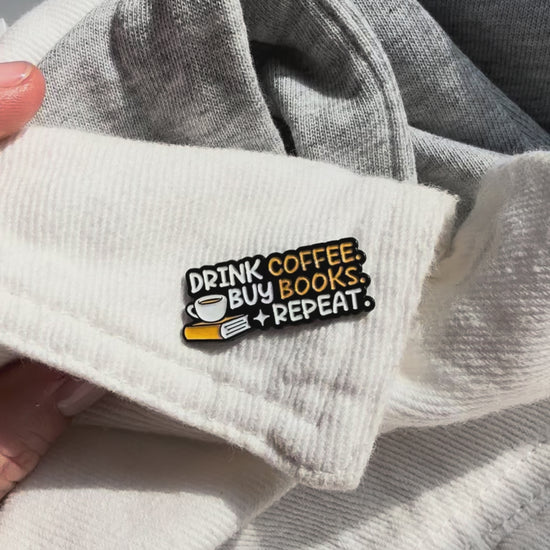 DRINK COFFEE.
BUY BOOKS.
REPEAT.